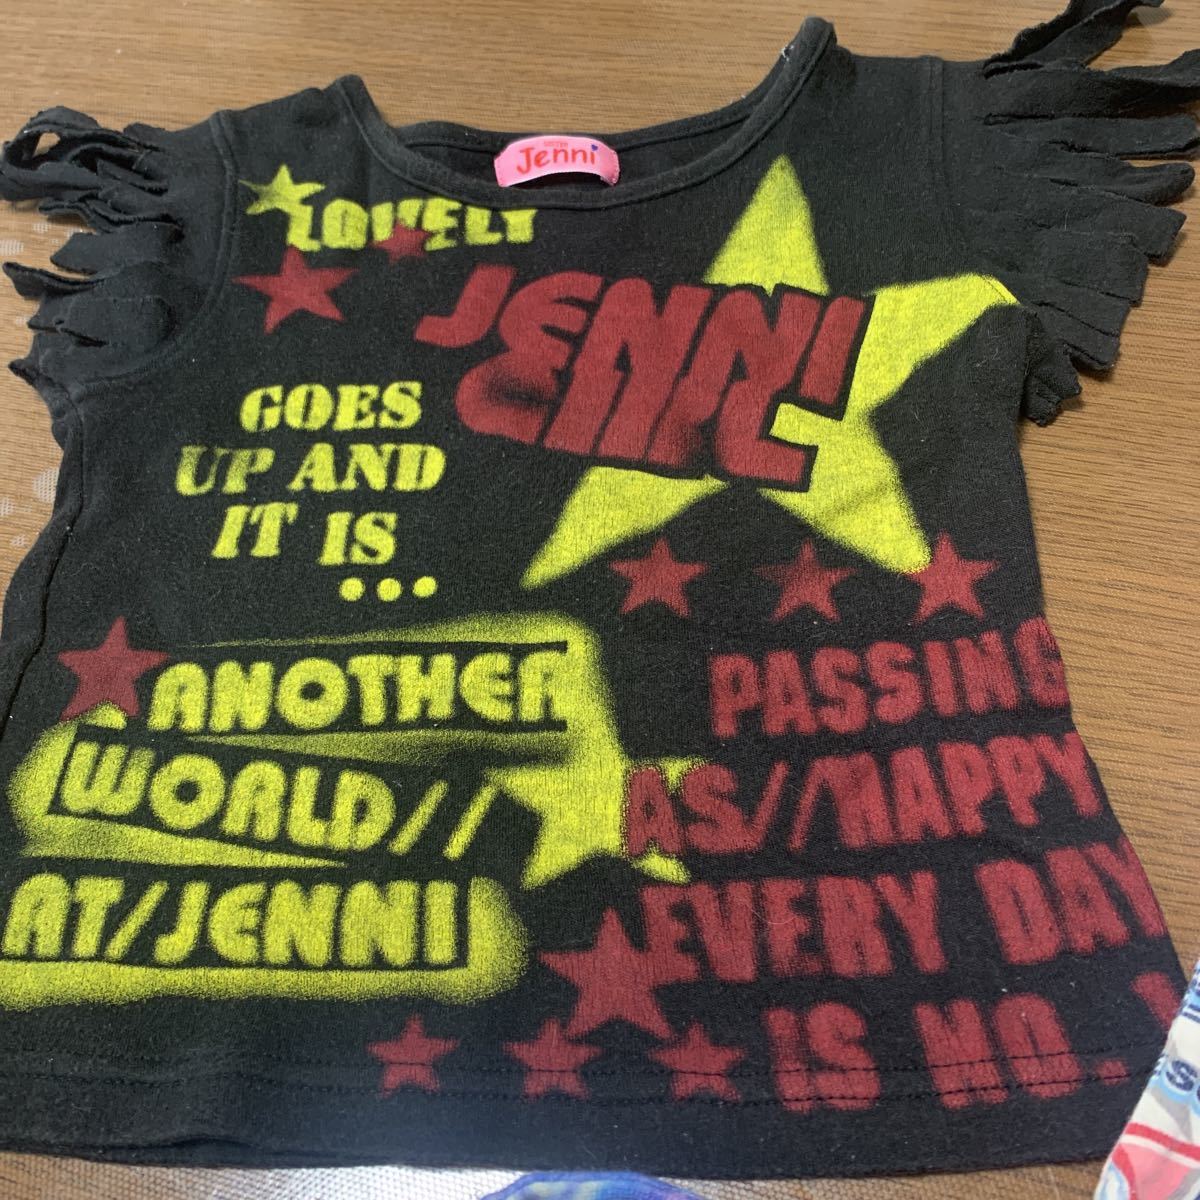 SISTER
Jenni
LOVELY
JENNI
GOES
UP AND
IT IS
...
ANOTHER
WORLD//
AT/JENNI
PASSING
AS//HAPPY
EVERY DAY
IS NO.